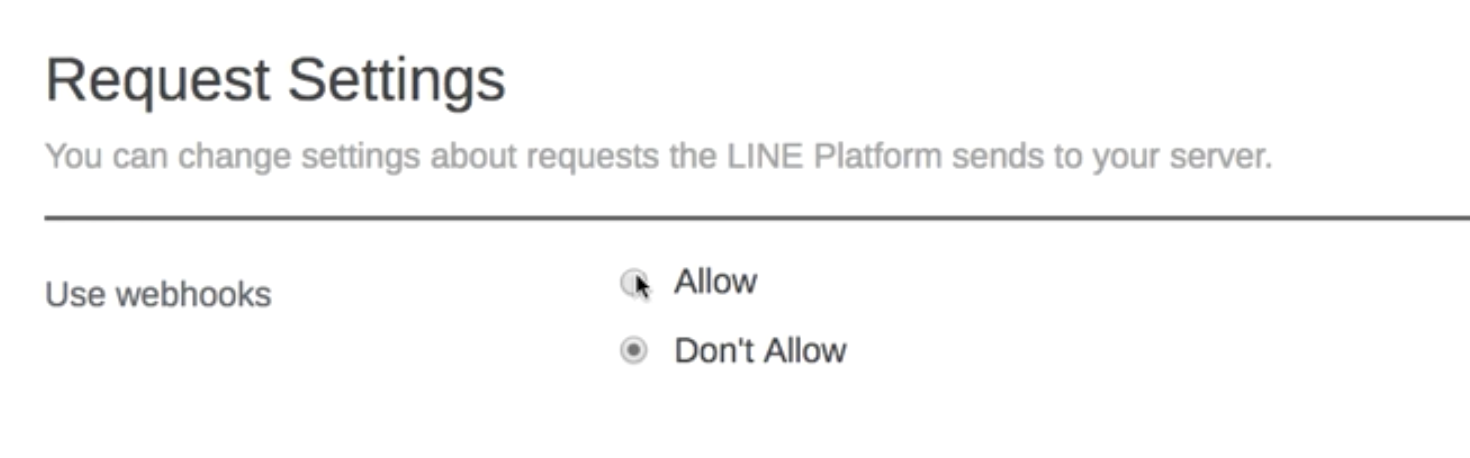 Request Settings
You can change settings about requests the LINE Platform sends to your server.
Use webhooks
Allow
Don't Allow